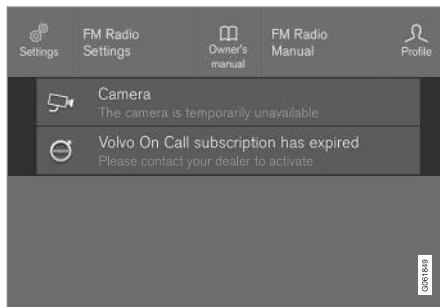 Settings
FM Radio
Settings
Owner's
manual
FM Radio
Manual
Profile
Camera
The camera is temporarily unavailable
Volvo On Call subscription has expired
Please contact your dealer to activate
G061849